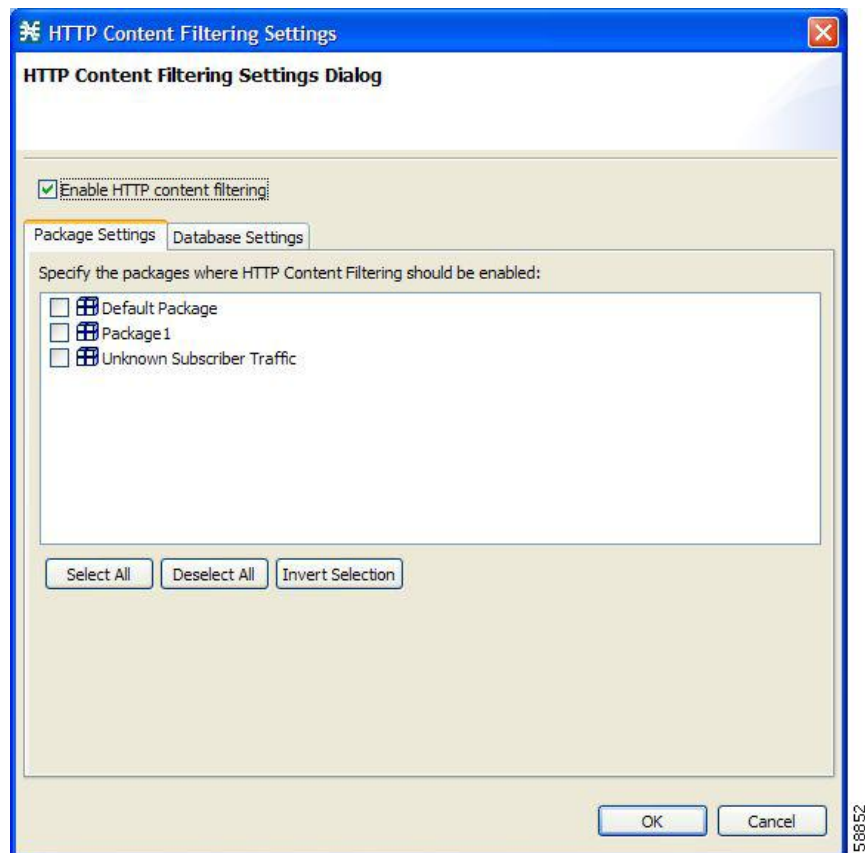 HTTP Content Filtering Settings
HTTP Content Filtering Settings Dialog
Enable HTTP content filtering
Package Settings
Database Settings
Specify the packages where HTTP Content Filtering should be enabled:
Default Package
Package1
Unknown Subscriber Traffic
Select All
Deselect All
Invert Selection
OK
Cancel
58852